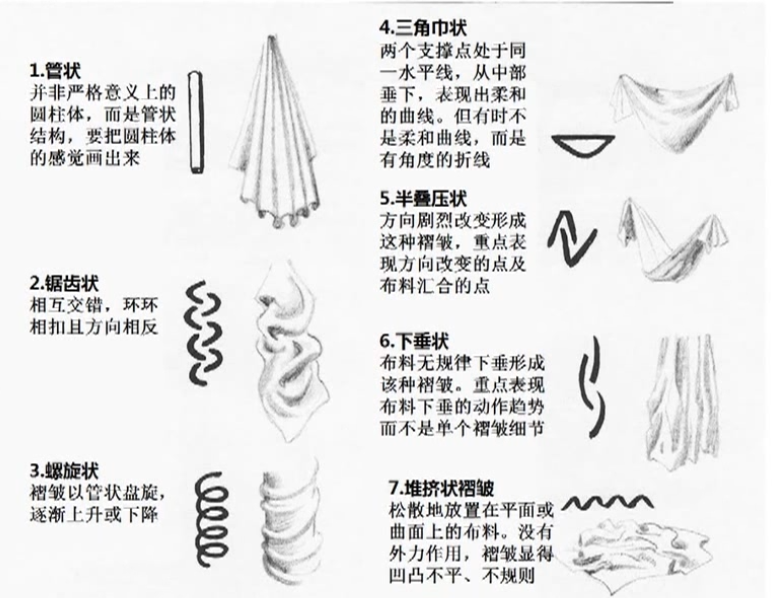 1.管状
并非严格意义上的
圆柱体，而是管状
结构，要把圆柱体
的感觉画出来
2.锯齿状
相互交错，环环
相扣且方向相反
3.螺旋状
褶皱以管状盘旋，
逐渐上升或下降
4.三角巾状
两个支撑点处于同
一水平线，从中部
垂下，表现出柔和
的曲线。但有时不
是柔和曲线，而是
有角度的折线
5.半叠压状
方向剧烈改变形成
这种褶皱，重点表
现方向改变的点及
布料汇合的点
6.下垂状
布料无规律下垂形成
该种褶皱。重点表现
布料下垂的动作趋势
而不是单个褶皱细节
7.堆挤状褶皱
松散地放置在平面或
曲面上的布料。没有
外力作用，褶皱显得
凹凸不平、不规则